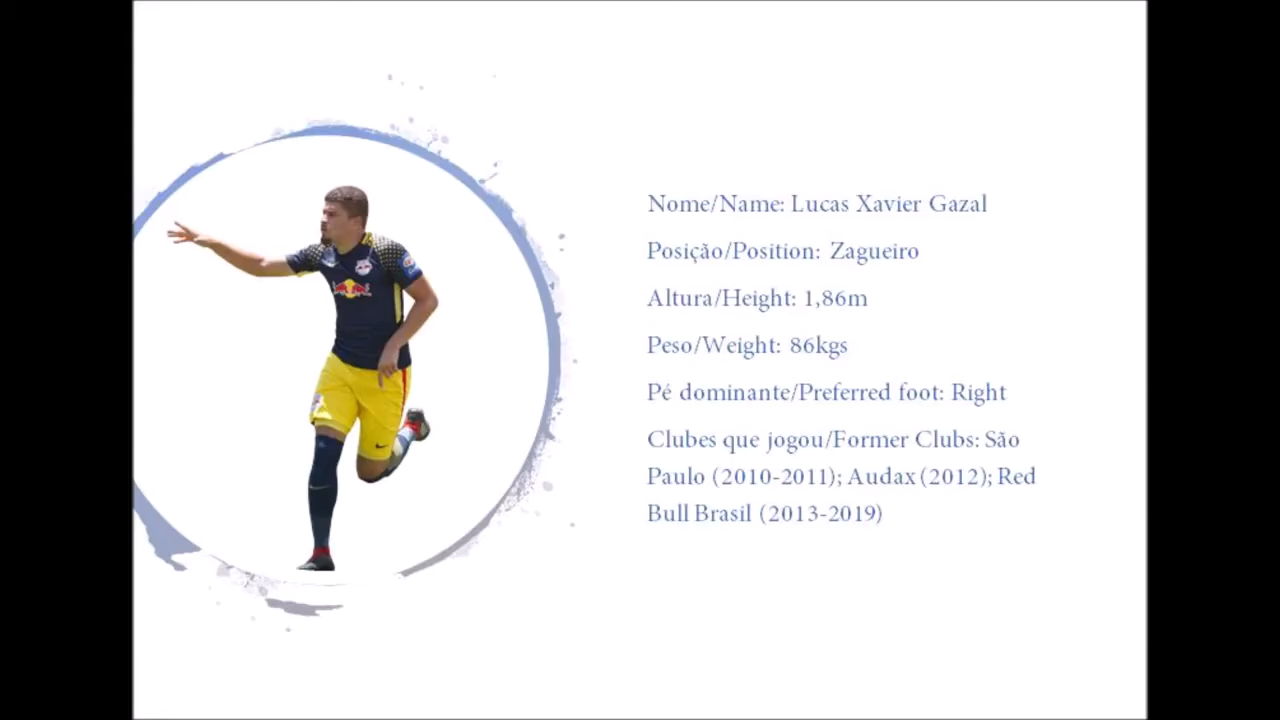 Nome/Name: Lucas Xavier Gazal
Posição/Position: Zagueiro
Altura/Height: 1,86m
Peso/Weight: 86kgs
Pé dominante/Preferred foot: Right
Clubes que jogou/Former Clubs: São
Paulo (2010-2011); Audax (2012); Red
Bull Brasil (2013-2019)